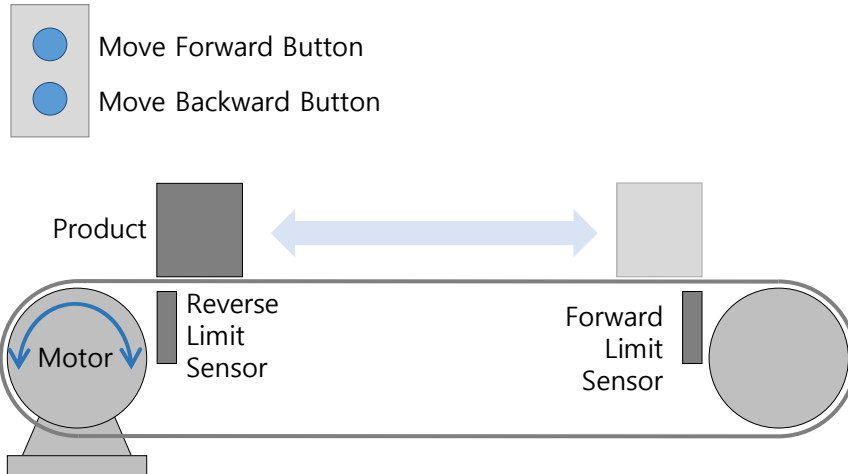 Move Forward Button
Move Backward Button
Product
Reverse
Limit
Sensor
Forward
Limit
Sensor
Motor